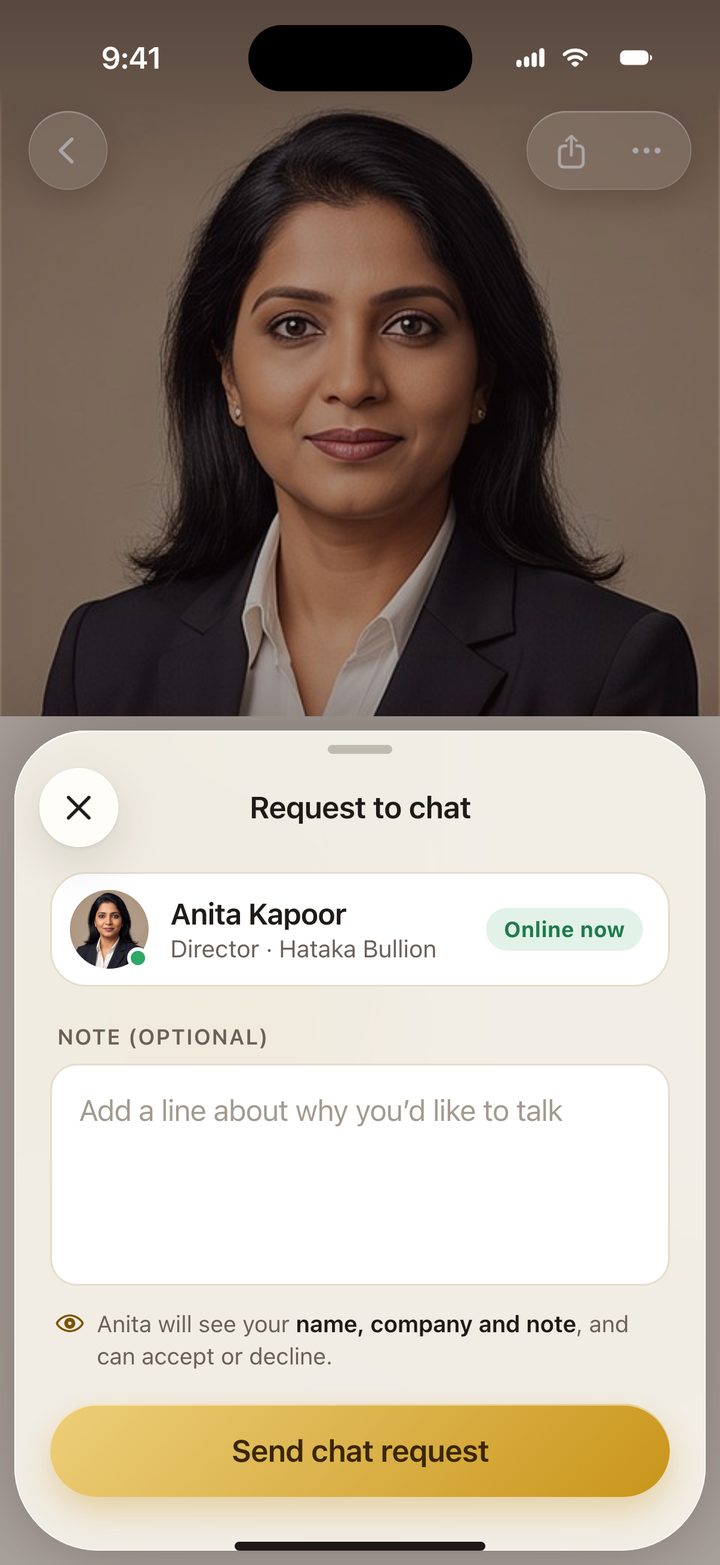 9:41
Request to chat
Anita Kapoor
Director · Hataka Bullion
Online now
NOTE (OPTIONAL)
Add a line about why you’d like to talk
Anita will see your name, company and note, and
can accept or decline.
Send chat request